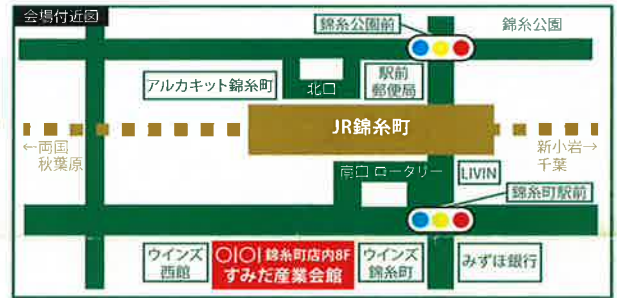 会場付近図
錦糸公園前
錦糸公園
アルカキット錦糸町
北口
駅前
郵便局
JR錦糸町
←両国
秋葉原
新小岩→
千葉
南口 ロータリー
LIVIN
錦糸町駅前
ウインズ
西館
○|○| 錦糸町店内8F
すみだ産業会館
ウインズ
錦糸町
みずほ銀行